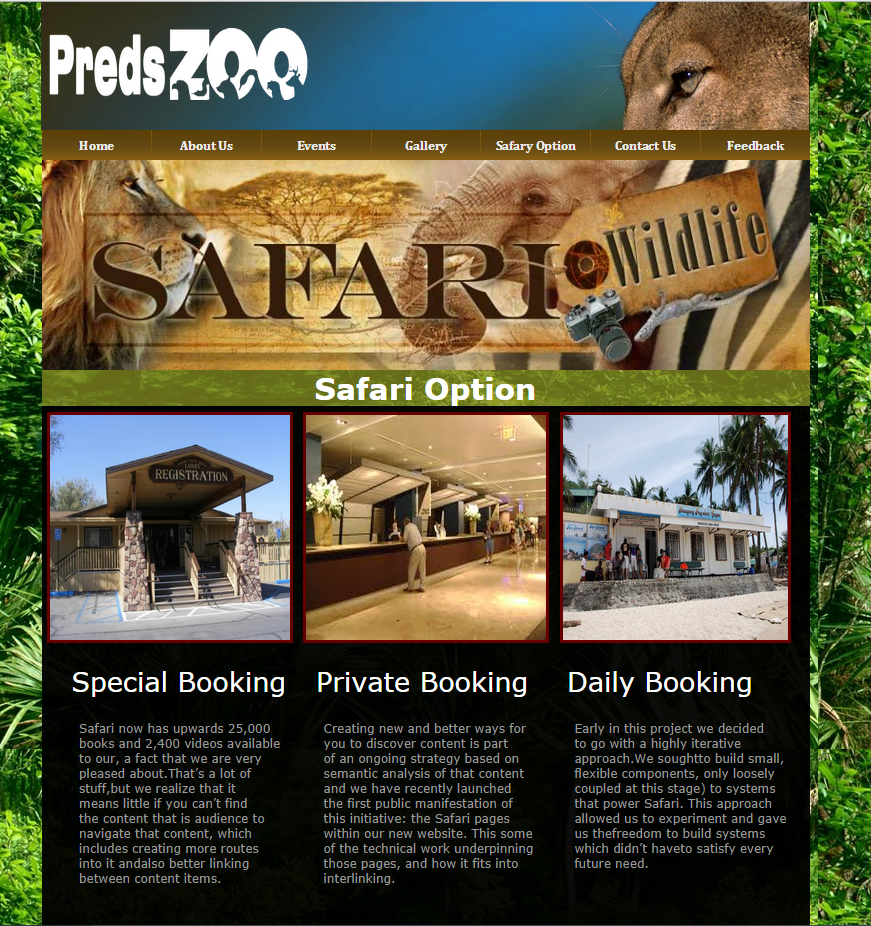 Preds ZOO
Home About Us Events Gallery Safary Option Contact Us Feedback
SAFARI Wildlife
Safari Option
LOBBY
REGISTRATION
EXIT
Special Booking Private Booking Daily Booking
Safari now has upwards 25,000
books and 2,400 videos available
to our, a fact that we are very
pleased about.That’s a lot of
stuff,but we realize that it
means little if you can’t find
the content that is audience to
navigate that content, which
includes creating more routes
into it andalso better linking
between content items.
Creating new and better ways for
you to discover content is part
of an ongoing strategy based on
semantic analysis of that content
and we have recently launched
the first public manifestation of
this initiative: the Safari pages
within our new website. This some
of the technical work underpinning
those pages, and how it fits into
interlinking.
Early in this project we decided
to go with a highly iterative
approach.We soughtto build small,
flexible components, only loosely
coupled at this stage) to systems
that power Safari. This approach
allowed us to experiment and gave
us thefreedom to build systems
which didn’t haveto satisfy every
future need.